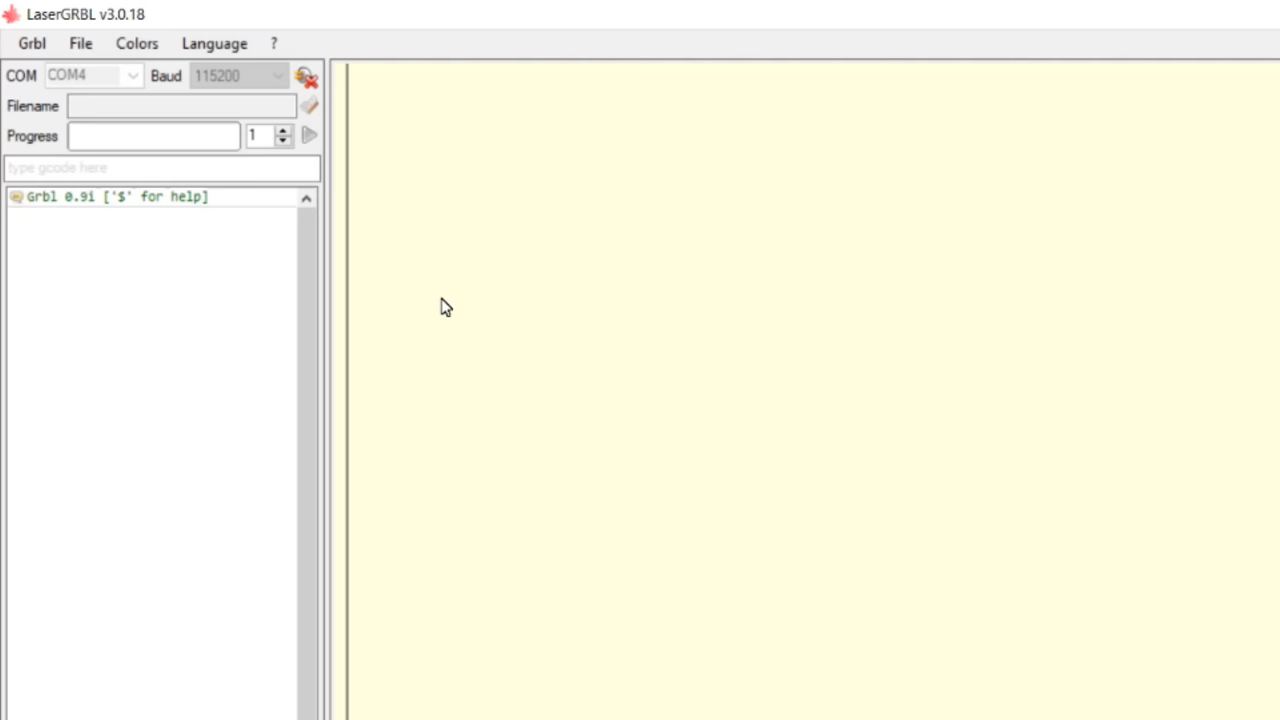 LaserGRBL v3.0.18
Grbl File Colors Language ?
COM COM4 Baud 115200
Filename
Progress 1
type gcode here
Grbl 0.9i ['$' for help]